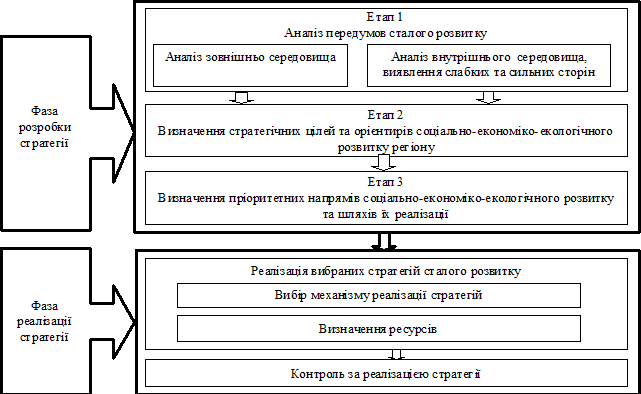 Етап 1
Аналіз передумов сталого розвитку
Аналіз зовнішньо середовища
Аналіз внутрішнього середовища,
виявлення слабких та сильних сторін
Фаза
розробки
стратегії
Етап 2
Визначення стратегічних цілей та орієнтирів соціально-економіко-екологічного
розвитку регіону
Етап 3
Визначення пріоритетних напрямів соціально-економіко-екологічного розвитку
та шляхів їх реалізації
Реалізація вибраних стратегій сталого розвитку
Вибір механізму реалізації стратегій
Фаза
реалізації
стратегії
Визначення ресурсів
Контроль за реалізацією стратегії